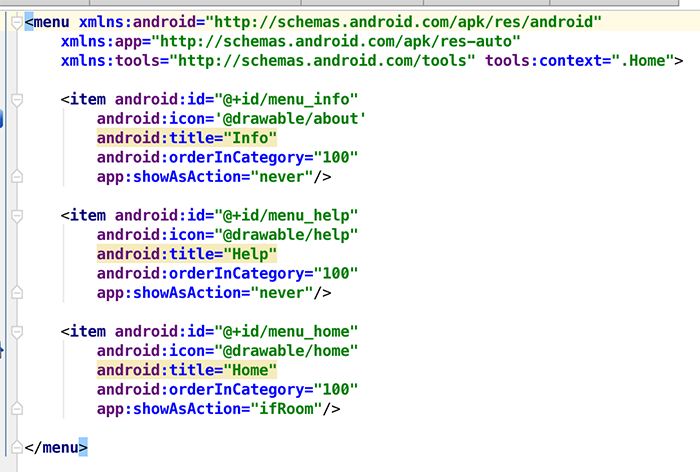 <menu xmlns:android="http://schemas.android.com/apk/res/android"
xmlns:app="http://schemas.android.com/apk/res-auto"
xmlns:tools="http://schemas.android.com/tools" tools:context=".Home">
<item android:id="@+id/menu_info"
android:icon='@drawable/about'
android:title="Info"
android:orderInCategory="100"
app:showAsAction="never"/>
<item android:id="@+id/menu_help"
android:icon="@drawable/help"
android:title="Help"
android:orderInCategory="100"
app:showAsAction="never"/>
<item android:id="@+id/menu_home"
android:icon="@drawable/home"
android:title="Home"
android:orderInCategory="100"
app:showAsAction="ifRoom"/>
</menu>